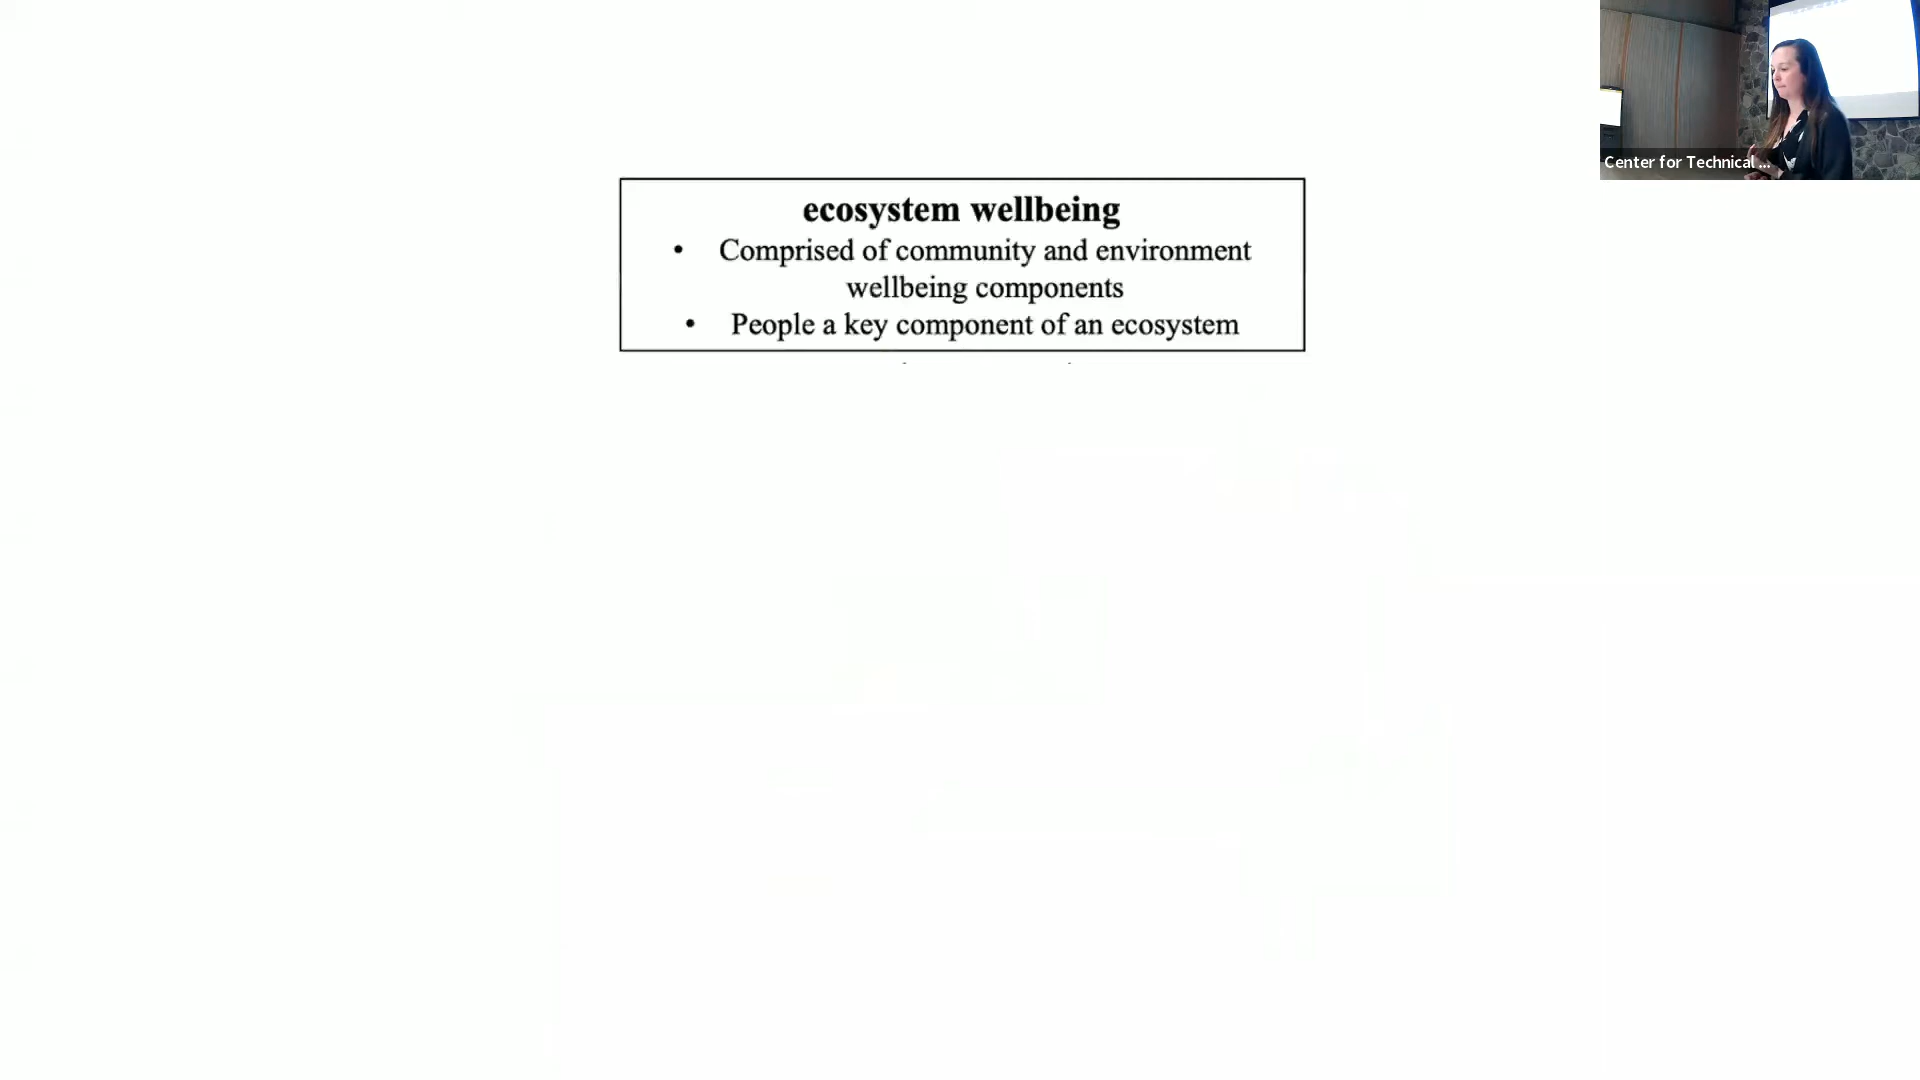 ecosystem wellbeing
• Comprised of community and environment
wellbeing components
• People a key component of an ecosystem
Center for Technical ...